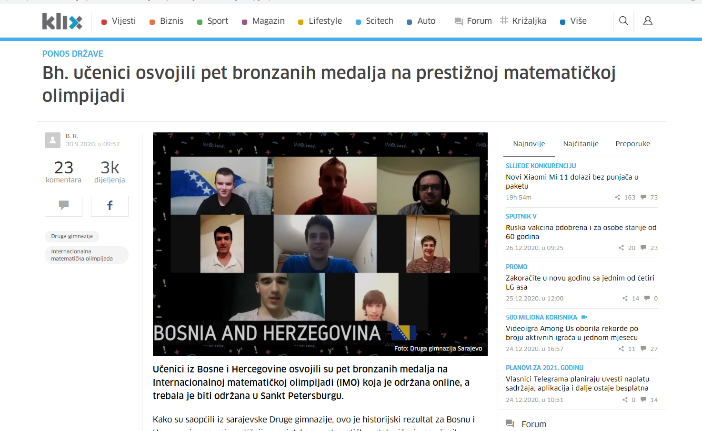 klix
Vijesti
Biznis
Sport
Magazin
Lifestyle
Scitech
Auto
Forum
Križaljka
Više
PONOS DRŽAVE
Bh. učenici osvojili pet bronzanih medalja na prestižnoj matematičkoj
olimpijadi
B. R.
30.9.2020. u 09:57
23
komentara
3k
dijeljenja
Druga gimnazija
Internacionalna
matematička olimpijada
BOSNIA AND HERZEGOVINA
Foto: Druga gimnazija Sarajevo
Učenici iz Bosne i Hercegovine osvojili su pet bronzanih medalja na
Internacionalnoj matematičkoj olimpijadi (IMO) koja je održana online, a
trebala je biti održana u Sankt Petersburgu.
Kako su saopćili iz sarajevske Druge gimnazije, ovo je historijski rezultat za Bosnu i
Najnovije
Najčitanije
Preporuke
SLIJEDE KONKURENCIJU
Novi Xiaomi Mi 11 dolazi bez punjača u
paketu
19h 54m
163
73
SPUTNIK V
Ruska vakcina odobrena i za osobe starije od
60 godina
26.12.2020. u 09:25
20
23
PROMO
Zakoračite u novu godinu sa jednim od četiri
LG asa
25.12.2020. u 12:00
14
0
500 MILIONA KORISNIKA
Videoigra Among Us oborila rekorde po
broju aktivnih igrača u jednom mjesecu
24.12.2020. u 16:57
11
27
PLANOVI ZA 2021. GODINU
Vlasnici Telegrama planiraju uvesti naplatu
sadržaja, aplikacija i dalje ostaje besplatna
24.12.2020. u 10:51
0
14
Forum